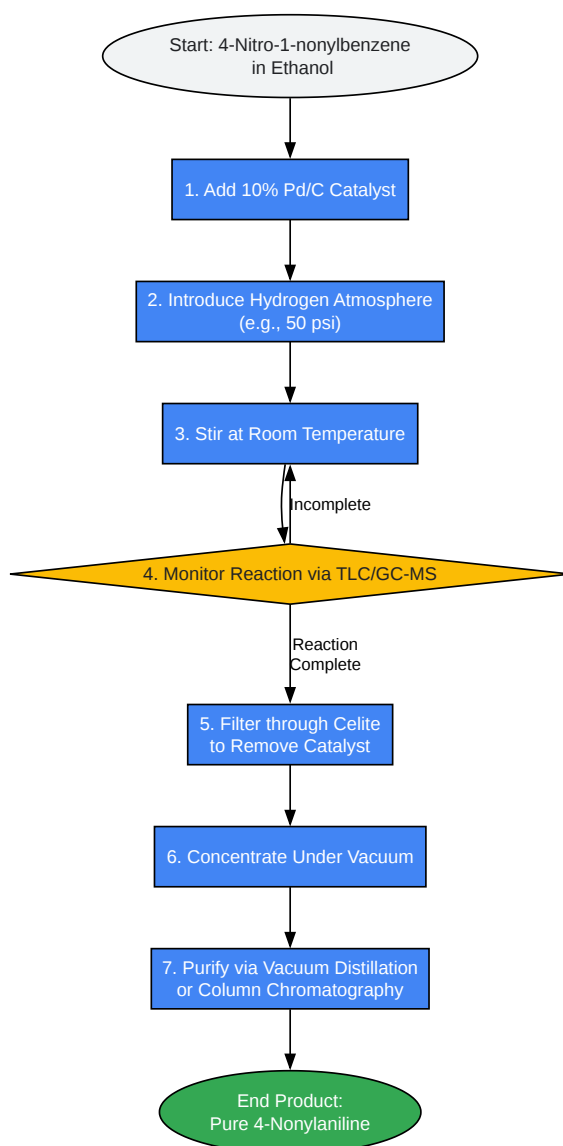 Start: 4-Nitro-1-nonylbenzene
in Ethanol
1. Add 10% Pd/C Catalyst
2. Introduce Hydrogen Atmosphere
(e.g., 50 psi)
3. Stir at Room Temperature
Incomplete
4. Monitor Reaction via TLC/GC-MS
Reaction
Complete
5. Filter through Celite
to Remove Catalyst
6. Concentrate Under Vacuum
7. Purify via Vacuum Distillation
or Column Chromatography
End Product:
Pure 4-Nonylaniline